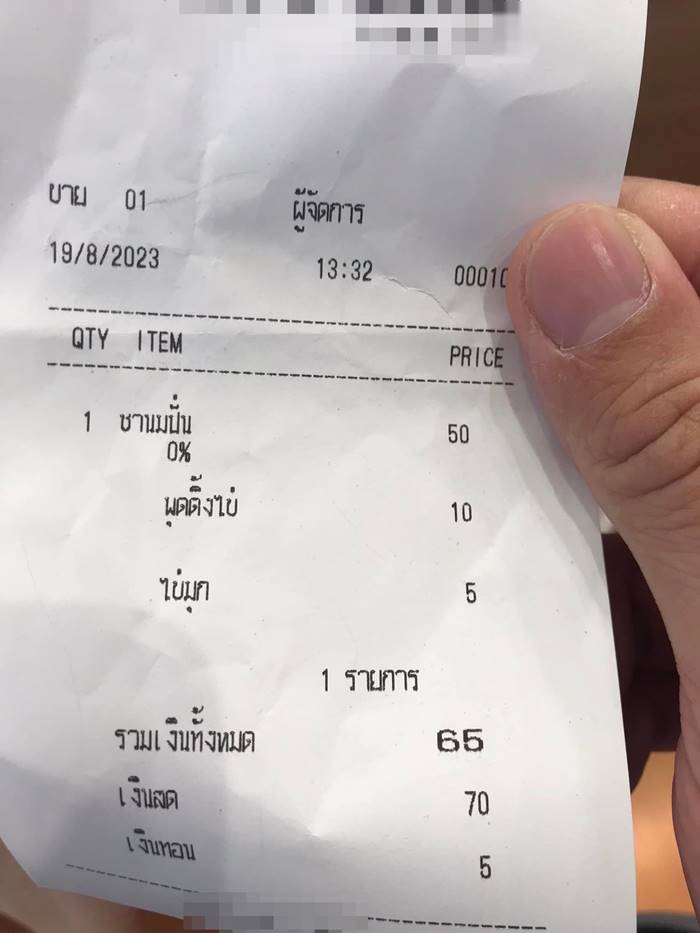 ขาย 01 ผู้จัดการ
19/8/2023 13:32 00010
QTY ITEM PRICE
1 ชานมปั่น 50
0%
พุดดิ้งไข่ 10
ไข่มุก 5
1 รายการ
รวมเงินทั้งหมด 65
เงินสด 70
เงินทอน 5